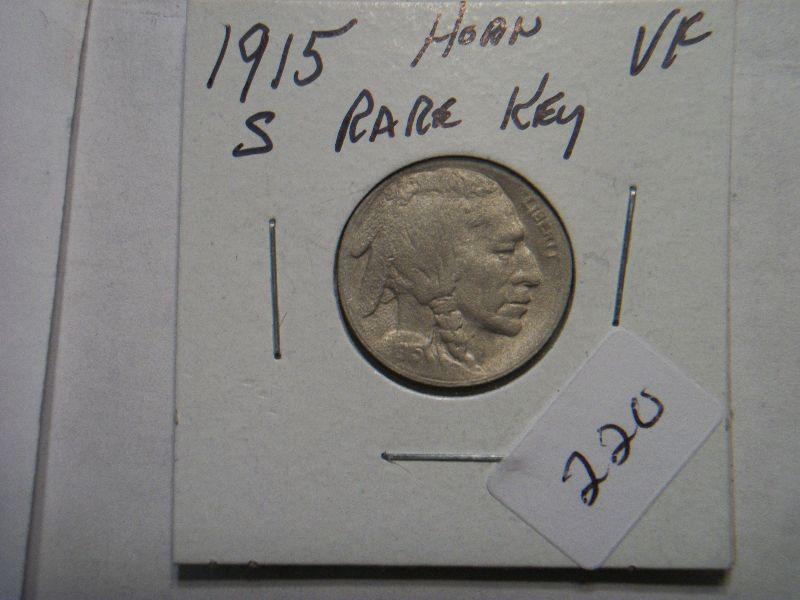 1915 HORN VF
S RARE KEY
LIBERTY
15
220